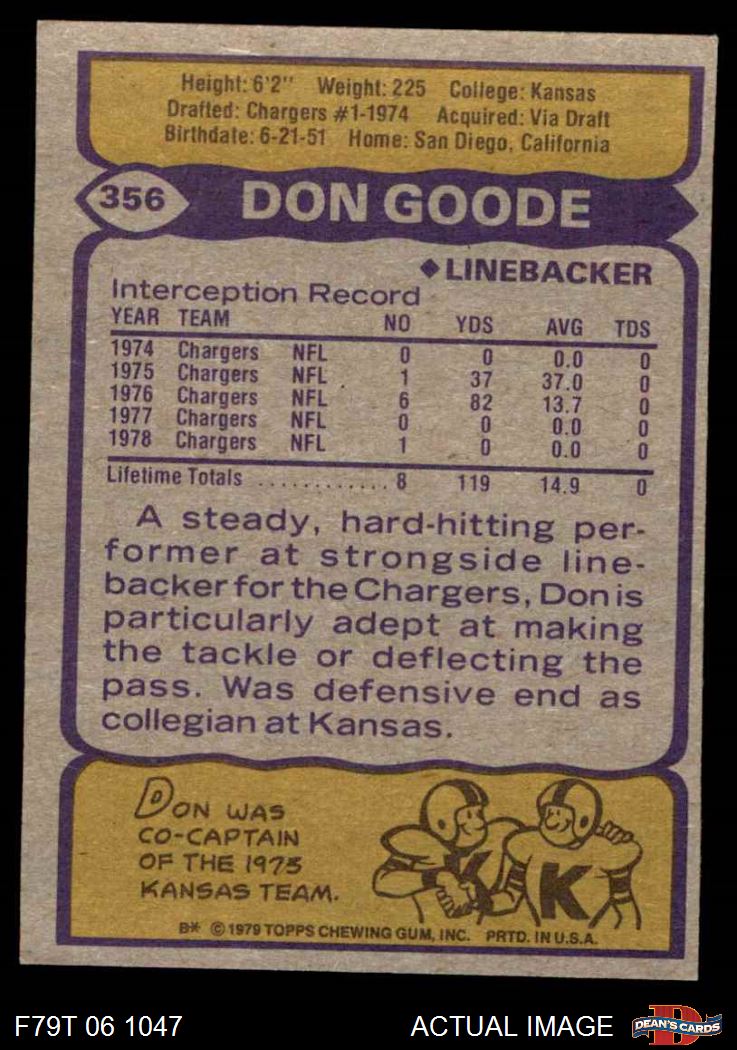 Height: 6'2" Weight: 225 College: Kansas
Drafted: Chargers #1-1974 Acquired: Via Draft
Birthdate: 6-21-51 Home: San Diego, California
356 DON GOODE
◆LINEBACKER
Interception Record
YEAR TEAM NO YDS AVG TDS
1974 Chargers NFL 0 0 0.0 0
1975 Chargers NFL 1 37 37.0 0
1976 Chargers NFL 6 82 13.7 0
1977 Chargers NFL 0 0 0.0 0
1978 Chargers NFL 1 0 0.0 0
Lifetime Totals ............ 8 119 14.9 0
A steady, hard-hitting per-
former at strongside line-
backer for the Chargers, Don is
particularly adept at making
the tackle or deflecting the
pass. Was defensive end as
collegian at Kansas.
DON WAS
CO-CAPTAIN
OF THE 1973
KANSAS TEAM.
K K
B* © 1979 TOPPS CHEWING GUM, INC. PRTD. IN U.S.A.
F79T 06 1047 ACTUAL IMAGE D DEAN'S CARDS